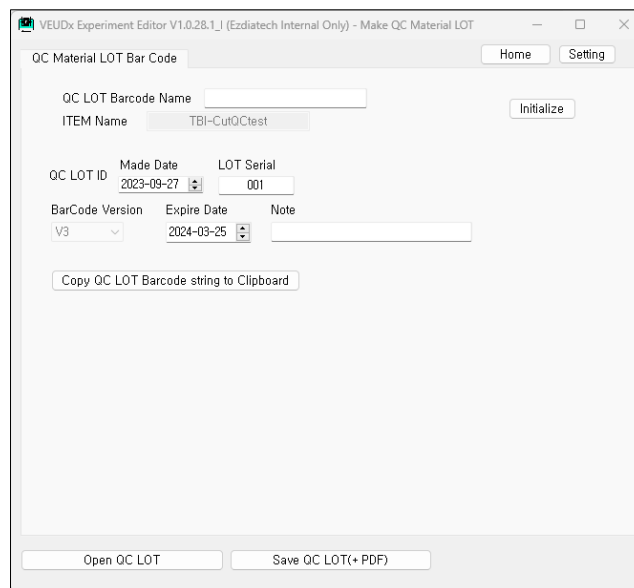 VEUDx Experiment Editor V1.0.28.1_I (Ezdiatech Internal Only) - Make QC Material LOT
QC Material LOT Bar Code
Home
Setting
QC LOT Barcode Name
Initialize
ITEM Name
TBI-CutQCtest
Made Date
LOT Serial
QC LOT ID
2023-09-27
001
BarCode Version
Expire Date
Note
V3
2024-03-25
Copy QC LOT Barcode string to Clipboard
Open QC LOT
Save QC LOT(+ PDF)